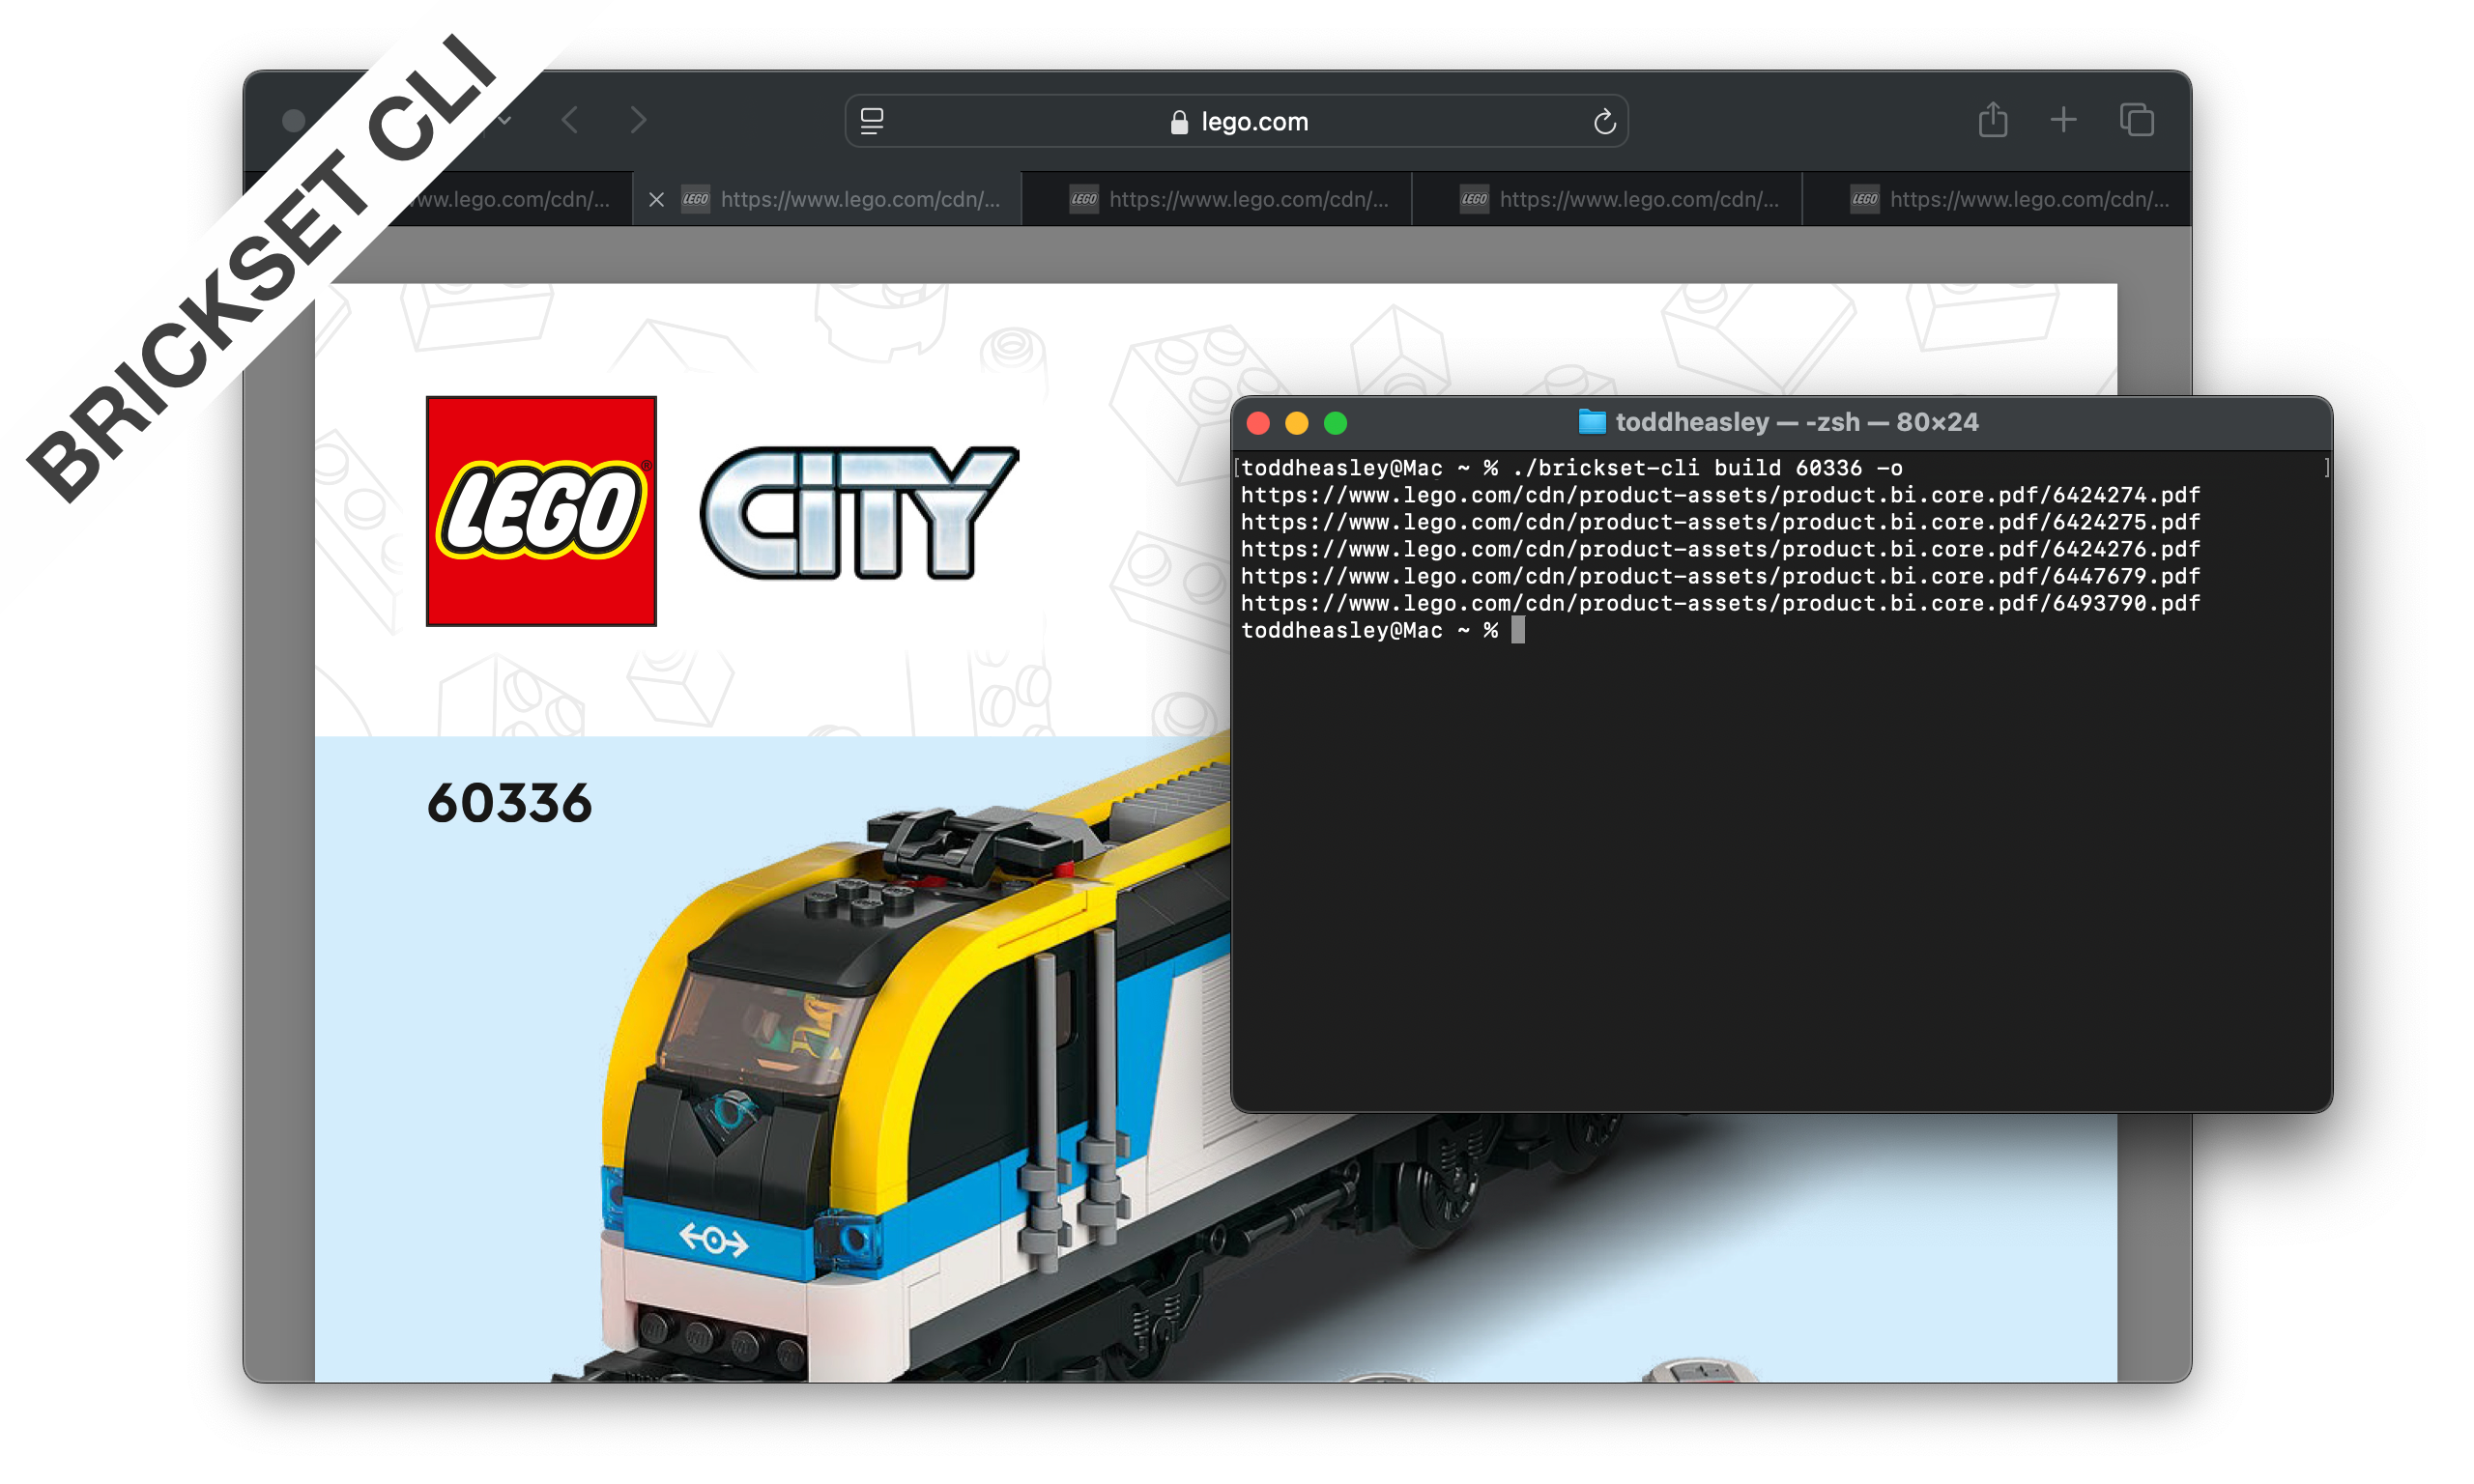 BRICKSET CLI
lego.com
ww.lego.com/cdn/...
LEGO https://www.lego.com/cdn/...
LEGO https://www.lego.com/cdn/...
LEGO https://www.lego.com/cdn/...
LEGO https://www.lego.com/cdn/...
LEGO ®
CITY
60336
toddheasley — -zsh — 80×24
[toddheasley@Mac ~ % ./brickset-cli build 60336 -o ]
https://www.lego.com/cdn/product-assets/product.bi.core.pdf/6424274.pdf
https://www.lego.com/cdn/product-assets/product.bi.core.pdf/6424275.pdf
https://www.lego.com/cdn/product-assets/product.bi.core.pdf/6424276.pdf
https://www.lego.com/cdn/product-assets/product.bi.core.pdf/6447679.pdf
https://www.lego.com/cdn/product-assets/product.bi.core.pdf/6493790.pdf
toddheasley@Mac ~ %